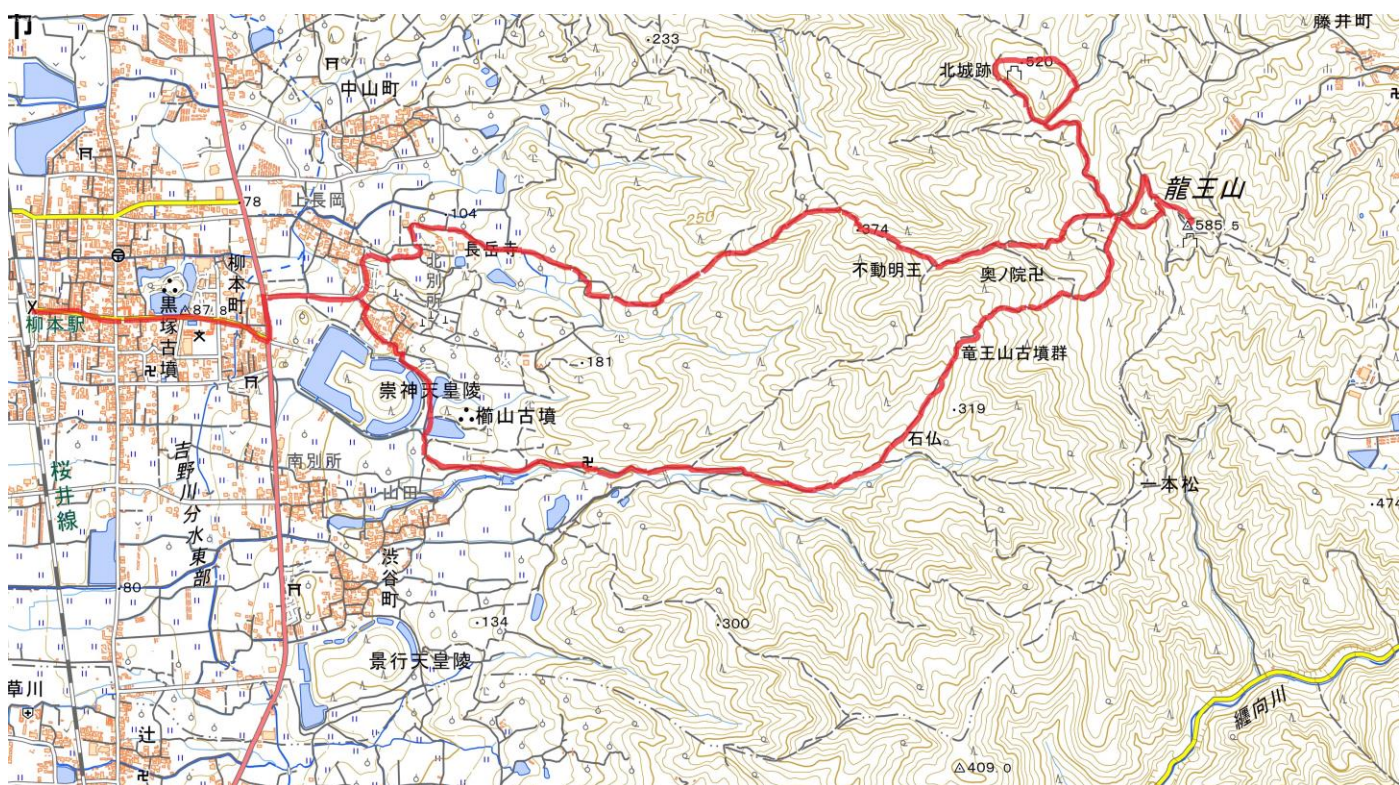 市
藤井町
233
北城跡
520
中山町
龍王山
585.5
上長岡
78
104
250
374
長岳寺
北別所
不動明王
奥ノ院
柳本町
黒塚古墳
87.8
柳本駅
181
竜王山古墳群
崇神天皇陵
櫛山古墳
319
石仏
南別所
山田
桜井線
吉野川分水東部
一本松
474
渋谷町
80
134
300
景行天皇陵
草川
辻
纒向川
409.0